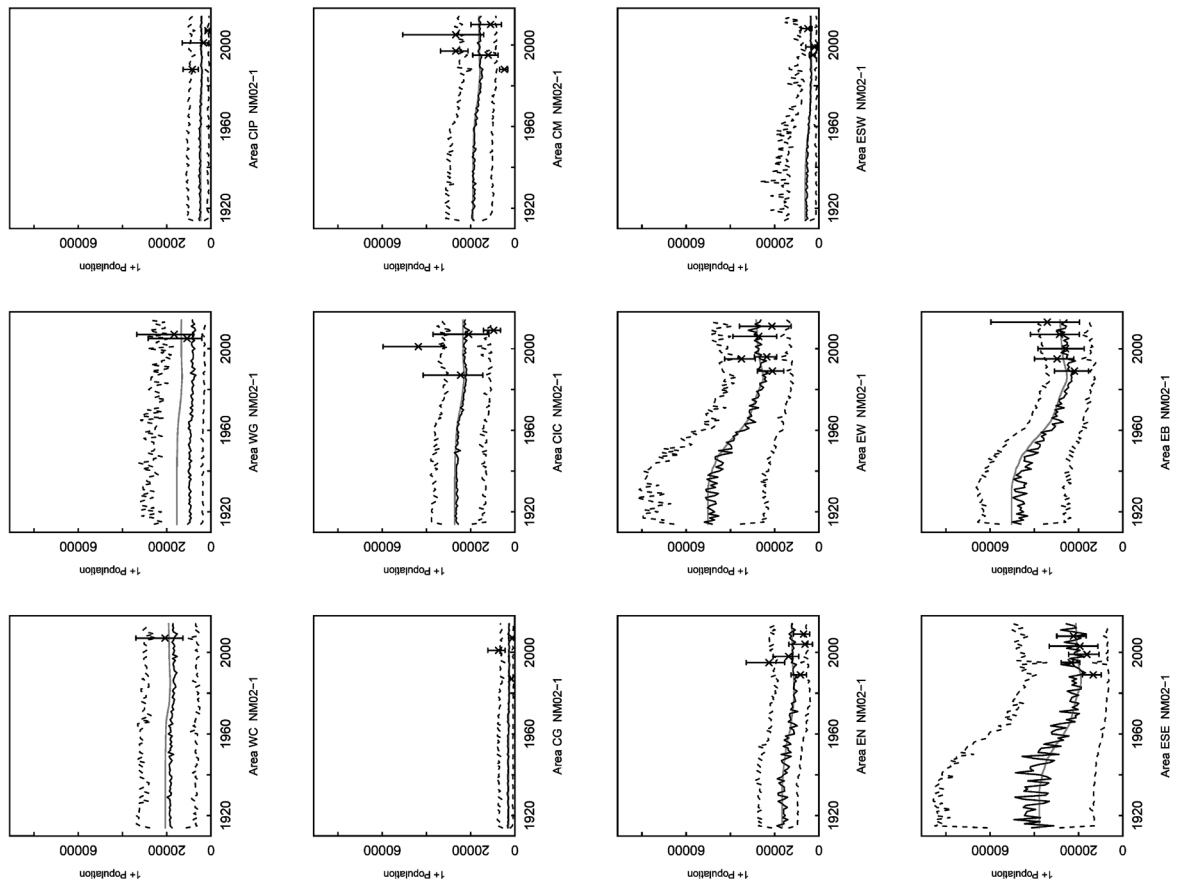 1+ Population
0 20000 60000
1920 1960 2000
Area WC NM02−1
1+ Population
0 20000 60000
1920 1960 2000
Area WG NM02−1
1+ Population
0 20000 60000
1920 1960 2000
Area CIP NM02−1
1+ Population
0 20000 60000
1920 1960 2000
Area CG NM02−1
1+ Population
0 20000 60000
1920 1960 2000
Area CIC NM02−1
1+ Population
0 20000 60000
1920 1960 2000
Area CM NM02−1
1+ Population
0 20000 60000
1920 1960 2000
Area EN NM02−1
1+ Population
0 20000 60000
1920 1960 2000
Area EW NM02−1
1+ Population
0 20000 60000
1920 1960 2000
Area ESW NM02−1
1+ Population
0 20000 60000
1920 1960 2000
Area ESE NM02−1
1+ Population
0 20000 60000
1920 1960 2000
Area EB NM02−1